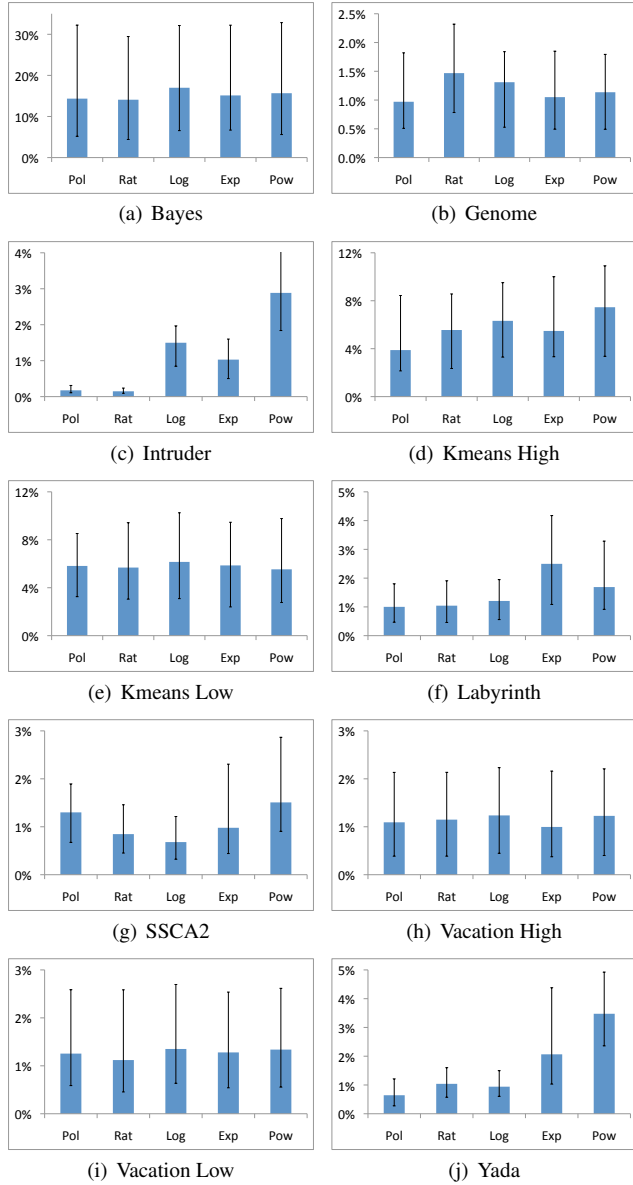 30%
20%
10%
0%
Pol Rat Log Exp Pow
(a) Bayes
2.5%
2.0%
1.5%
1.0%
0.5%
0.0%
Pol Rat Log Exp Pow
(b) Genome
4%
3%
2%
1%
0%
Pol Rat Log Exp Pow
(c) Intruder
12%
8%
4%
0%
Pol Rat Log Exp Pow
(d) Kmeans High
12%
8%
4%
0%
Pol Rat Log Exp Pow
(e) Kmeans Low
5%
4%
3%
2%
1%
0%
Pol Rat Log Exp Pow
(f) Labyrinth
3%
2%
1%
0%
Pol Rat Log Exp Pow
(g) SSCA2
3%
2%
1%
0%
Pol Rat Log Exp Pow
(h) Vacation High
3%
2%
1%
0%
Pol Rat Log Exp Pow
(i) Vacation Low
5%
4%
3%
2%
1%
0%
Pol Rat Log Exp Pow
(j) Yada